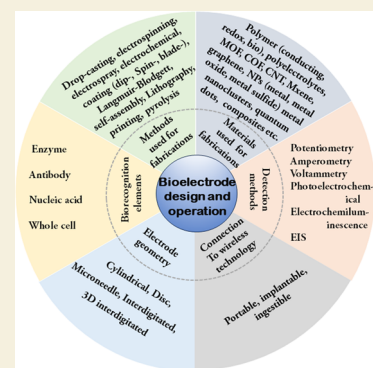 Drop-casting, electrospinning,
electrospray, electrochemical,
coating (dip-, Spin-, blade-),
Langmuir-Blodgett,
self-assembly, Lithography,
printing, pyrolysis
Methods
used for
fabrications
Polymer (conducting,
redox, bio), polyelectrolytes,
MOF, COF, CNT, Mxene,
graphene, NPs (metal, metal
oxide, metal sulfide) metal
nanoclusters, quantum
dots, composites etc.
Materials
used for
fabrications
Enzyme
Antibody
Nucleic acid
Whole cell
Biorecognition
elements
Bioelectrode
design and
operation
Detection
methods
Potentiometry
Amperometry
Voltammetry
Photoelectrochem-
ical
Electrochemilum-
inescence
EIS
Electrode
geometry
Cylindrical, Disc,
Microneedle, Interdigitated,
3D interdigitated
Connection
To wireless
technology
Portable, implantable,
ingestible